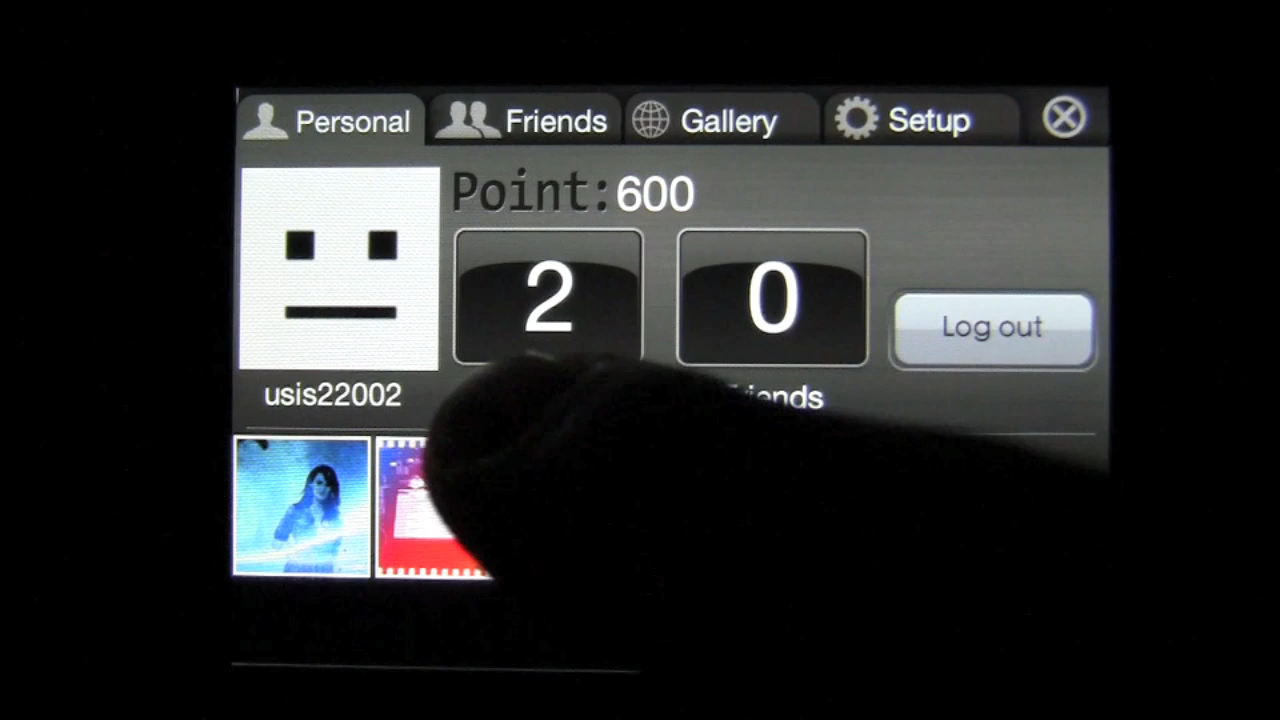 Personal
Friends
Gallery
Setup
Point:600
2
0
Log out
usis22002